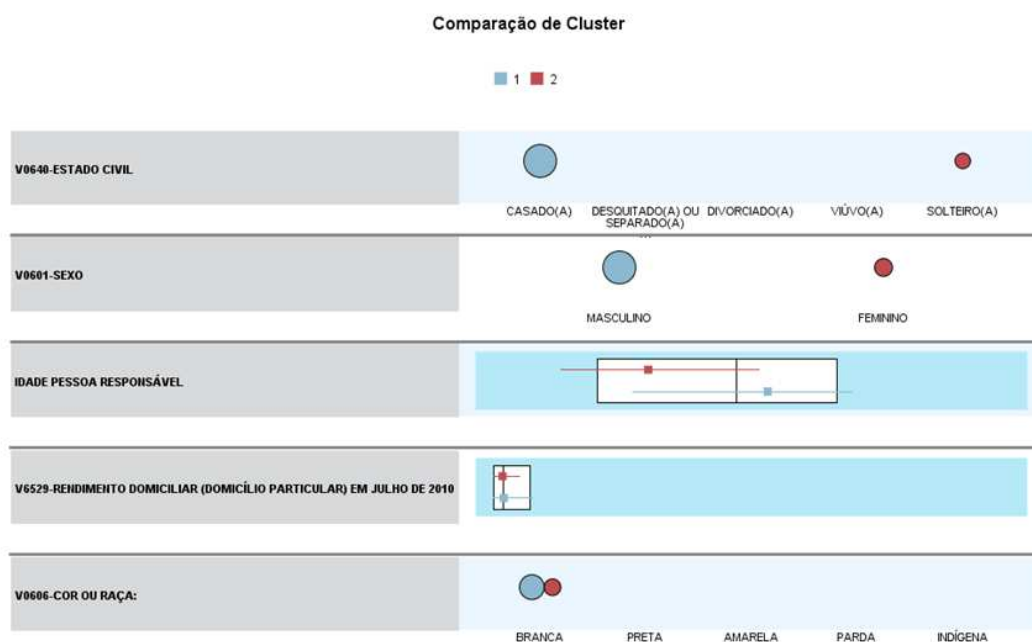 Comparação de Cluster
1 2
V0640-ESTADO CIVIL
CASADO(A) DESQUITADO(A) OU DIVORCIADO(A) VIÚVO(A) SOLTEIRO(A)
SEPARADO(A)
...
V0601-SEXO
MASCULINO FEMININO
IDADE PESSOA RESPONSÁVEL
V6529-RENDIMENTO DOMICILIAR (DOMICÍLIO PARTICULAR) EM JULHO DE 2010
V0606-COR OU RAÇA:
BRANCA PRETA AMARELA PARDA INDÍGENA